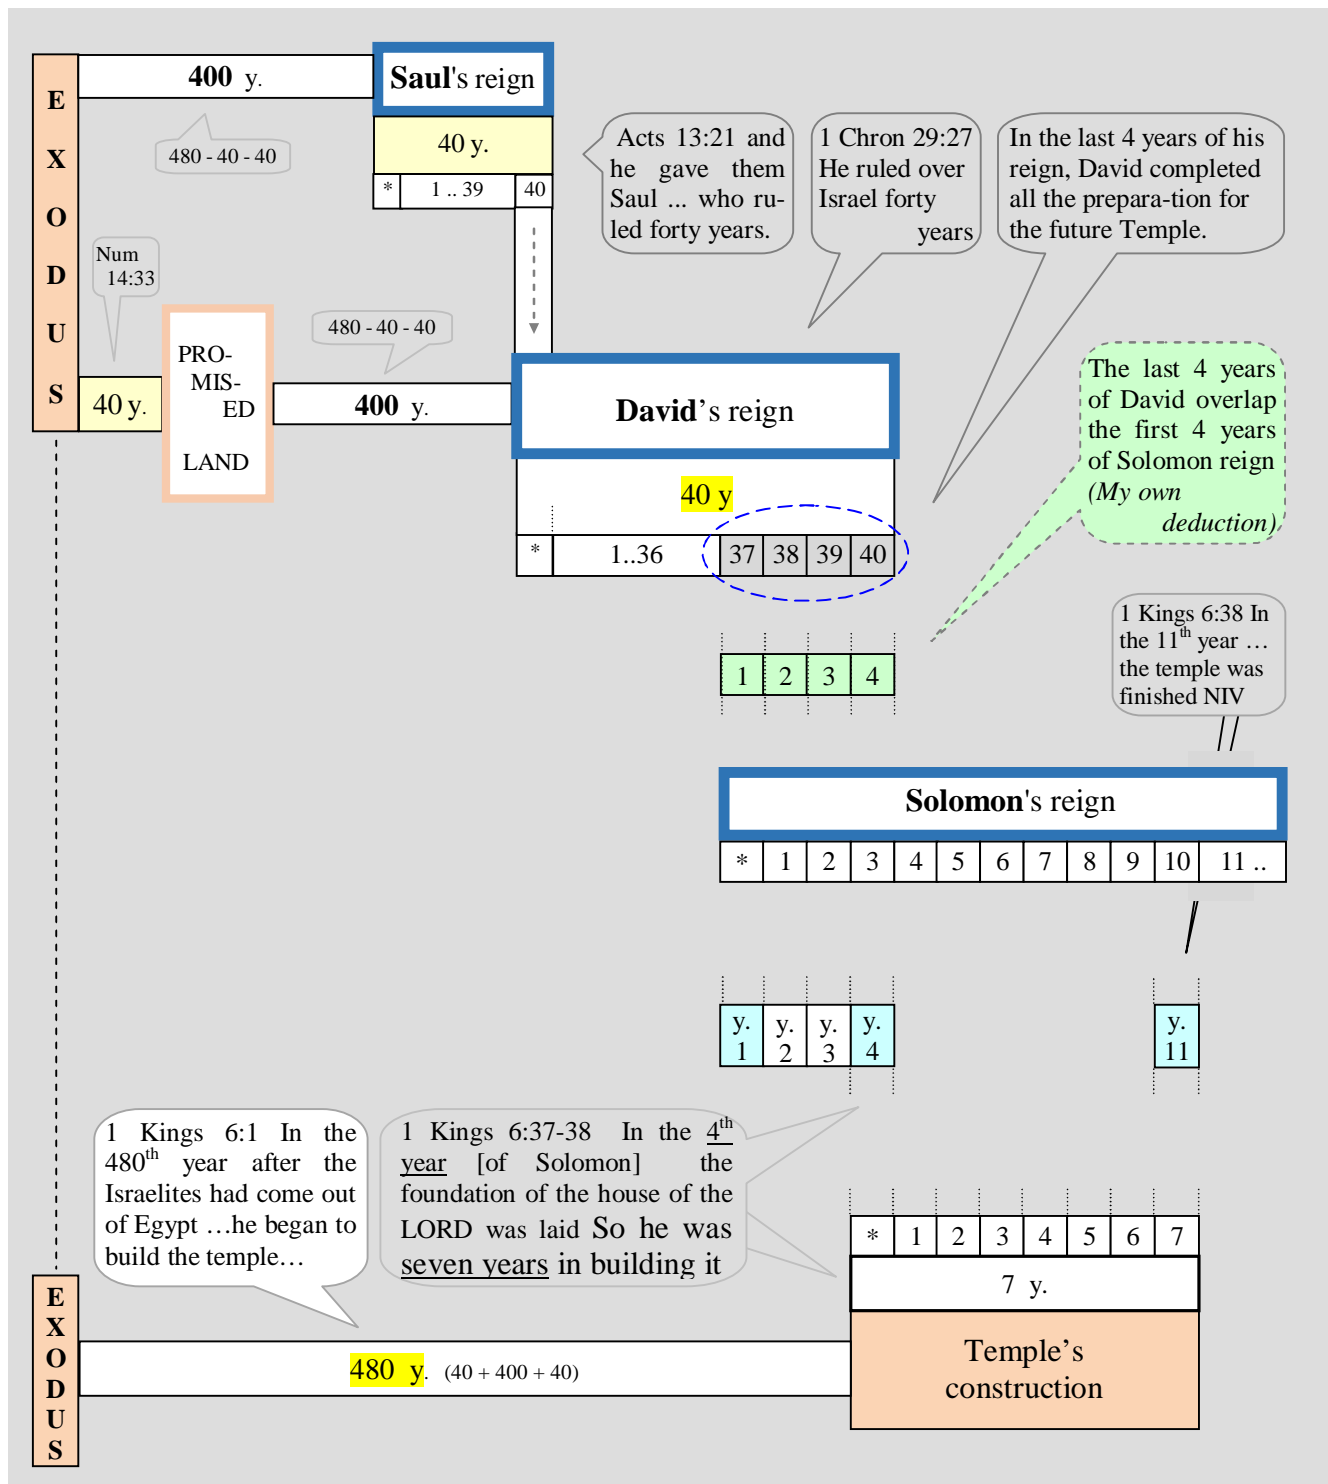 E
X
O
D
U
S
400 y.
Saul's reign
480 - 40 - 40
40 y.
* 1 .. 39 40
Acts 13:21 and
he gave them
Saul ... who ru-
led forty years.
1 Chron 29:27
He ruled over
Israel forty
years
In the last 4 years of his
reign, David completed
all the prepara-tion for
the future Temple.
Num
14:33
40 y.
PRO-
MIS-
ED
LAND
480 - 40 - 40
400 y.
David’s reign
40 y
* 1..36 37 38 39 40
The last 4 years
of David overlap
the first 4 years
of Solomon reign
(My own
deduction)
1 2 3 4
1 Kings 6:38 In
the 11th year …
the temple was
finished NIV
Solomon's reign
* 1 2 3 4 5 6 7 8 9 10 11 ..
y. y. y. y. y.
1 2 3 4 11
1 Kings 6:1 In the
480th year after the
Israelites had come out
of Egypt …he began to
build the temple…
1 Kings 6:37-38 In the 4th
year [of Solomon] the
foundation of the house of the
LORD was laid So he was
seven years in building it
* 1 2 3 4 5 6 7
7 y.
Temple’s
construction
E
X
O
D
U
S
480 y. (40 + 400 + 40)